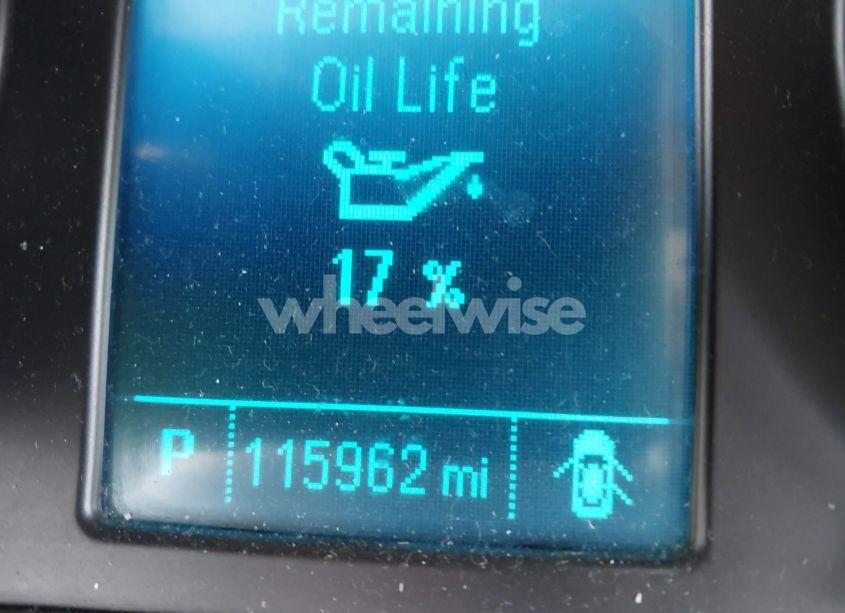 Remaining
Oil Life
17 %
wheelwise
P 115962 mi